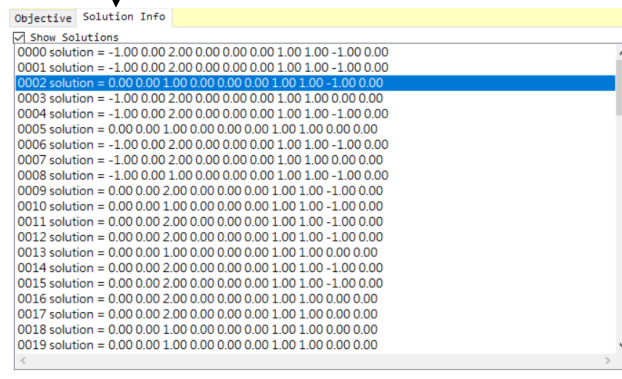 Objective Solution Info
Show Solutions
0000 solution = -1.00 0.00 2.00 0.00 0.00 0.00 1.00 1.00 -1.00 0.00
0001 solution = -1.00 0.00 2.00 0.00 0.00 0.00 1.00 1.00 -1.00 0.00
0002 solution = 0.00 0.00 1.00 0.00 0.00 0.00 1.00 1.00 -1.00 0.00
0003 solution = -1.00 0.00 2.00 0.00 0.00 0.00 1.00 1.00 0.00 0.00
0004 solution = -1.00 0.00 2.00 0.00 0.00 0.00 1.00 1.00 -1.00 0.00
0005 solution = 0.00 0.00 1.00 0.00 0.00 0.00 1.00 1.00 0.00 0.00
0006 solution = -1.00 0.00 2.00 0.00 0.00 0.00 1.00 1.00 -1.00 0.00
0007 solution = -1.00 0.00 2.00 0.00 0.00 0.00 1.00 1.00 0.00 0.00
0008 solution = -1.00 0.00 1.00 0.00 0.00 0.00 1.00 1.00 -1.00 0.00
0009 solution = 0.00 0.00 2.00 0.00 0.00 0.00 1.00 1.00 -1.00 0.00
0010 solution = 0.00 0.00 1.00 0.00 0.00 0.00 1.00 1.00 -1.00 0.00
0011 solution = 0.00 0.00 2.00 0.00 0.00 0.00 1.00 1.00 -1.00 0.00
0012 solution = 0.00 0.00 2.00 0.00 0.00 0.00 1.00 1.00 -1.00 0.00
0013 solution = 0.00 0.00 1.00 0.00 0.00 0.00 1.00 1.00 0.00 0.00
0014 solution = 0.00 0.00 2.00 0.00 0.00 0.00 1.00 1.00 -1.00 0.00
0015 solution = 0.00 0.00 2.00 0.00 0.00 0.00 1.00 1.00 -1.00 0.00
0016 solution = 0.00 0.00 2.00 0.00 0.00 0.00 1.00 1.00 0.00 0.00
0017 solution = 0.00 0.00 2.00 0.00 0.00 0.00 1.00 1.00 0.00 0.00
0018 solution = 0.00 0.00 1.00 0.00 0.00 0.00 1.00 1.00 0.00 0.00
0019 solution = 0.00 0.00 1.00 0.00 0.00 0.00 1.00 1.00 0.00 0.00